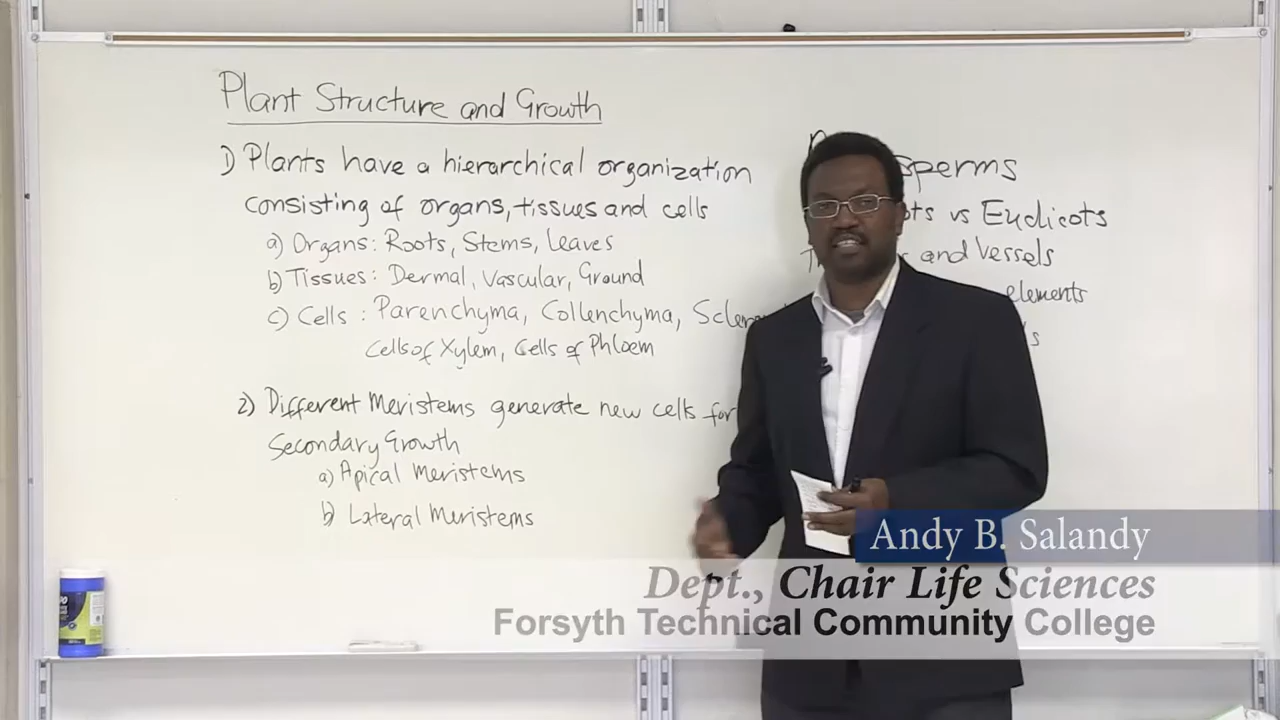 Plant Structure and Growth
1) Plants have a hierarchical organization
consisting of organs, tissues and cells
a) Organs: Roots, Stems, Leaves
b) Tissues: Dermal, Vascular, Ground
c) Cells: Parenchyma, Collenchyma,
Cells of Xylem, Cells of Phloem
2) Different Meristems generate new cells for
Secondary Growth
a) Apical Meristems
b) Lateral Meristems
sperms
vs Eudicots
and Vessels
elements
Andy B. Salandy
Dept., Chair Life Sciences
Forsyth Technical Community College